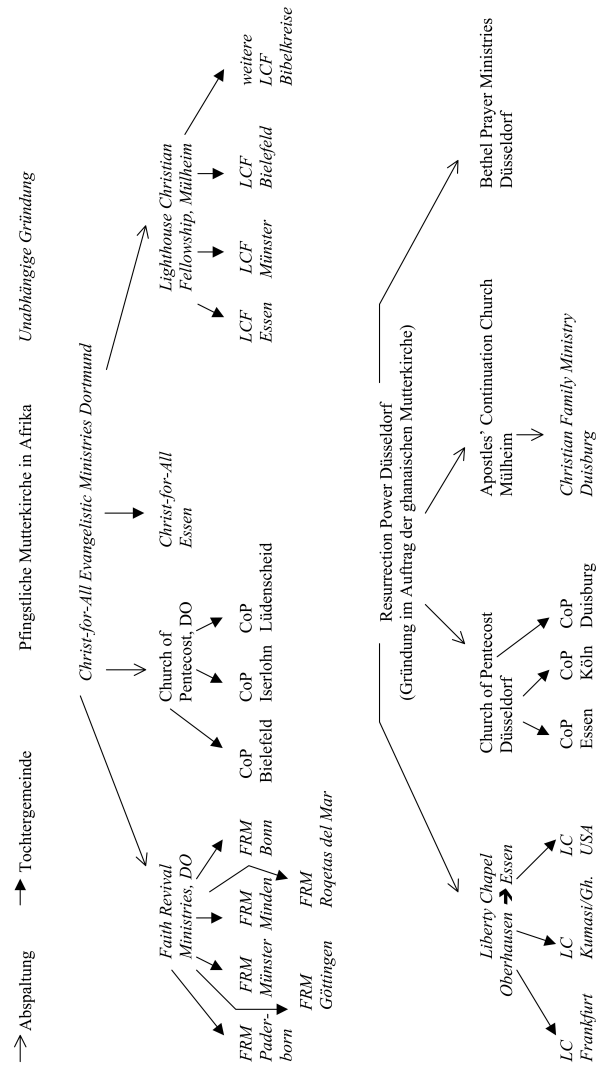 Abspaltung
Tochtergemeinde
Pfingstliche Mutterkirche in Afrika
Unabhängige Gründung
Christ-for-All Evangelistic Ministries Dortmund
Faith Revival
Ministries, DO
Church of
Pentecost, DO
Christ-for-All
Essen
Lighthouse Christian
Fellowship, Mülheim
FRM
Pader-
born
FRM
Münster
FRM
Minden
FRM
Bonn
CoP
Bielefeld
CoP
Iserlohn
CoP
Lüdenscheid
LCF
Essen
LCF
Münster
LCF
Bielefeld
weitere
LCF
Bibelkreise
FRM
Göttingen
FRM
Roqetas del Mar
Resurrection Power Düsseldorf
(Gründung im Auftrag der ghanaischen Mutterkirche)
Liberty Chapel
Oberhausen ➔ Essen
Church of Pentecost
Düsseldorf
Apostles’ Continuation Church
Mülheim
Bethel Prayer Ministries
Düsseldorf
LC
Frankfurt
LC
Kumasi/Gh.
LC
USA
CoP
Essen
CoP
Köln
CoP
Duisburg
Christian Family Ministry
Duisburg